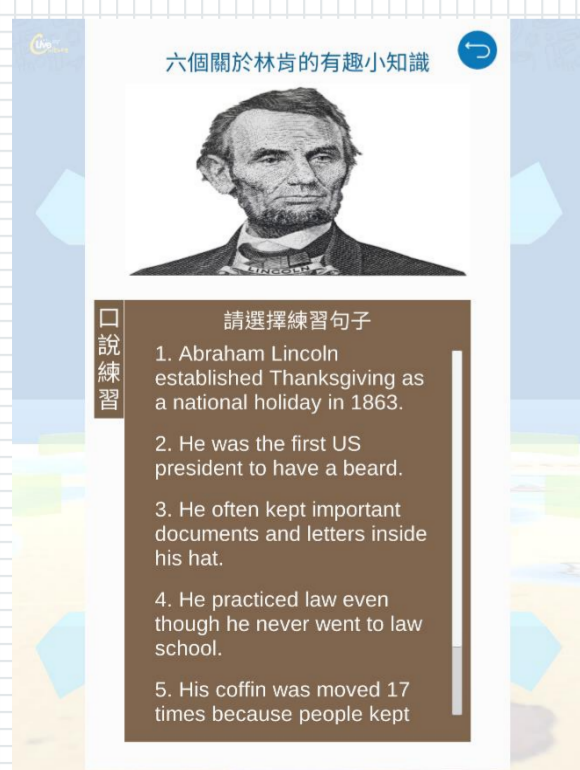 Live
六個關於林肯的有趣小知識
LINCOLN
口說練習
請選擇練習句子
1. Abraham Lincoln
established Thanksgiving as
a national holiday in 1863.
2. He was the first US
president to have a beard.
3. He often kept important
documents and letters inside
his hat.
4. He practiced law even
though he never went to law
school.
5. His coffin was moved 17
times because people kept